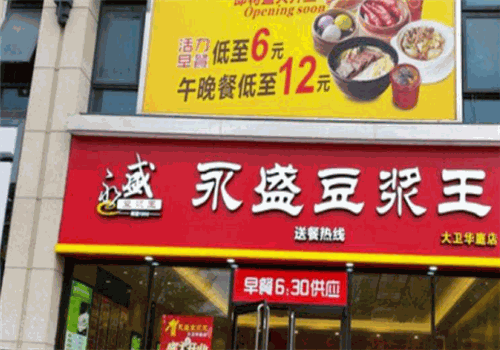 Opening soon
活力
早餐 低至6元
午晚餐低至12元
永盛
永盛豆浆王
送餐热线
大卫华庭店
早餐6:30供应